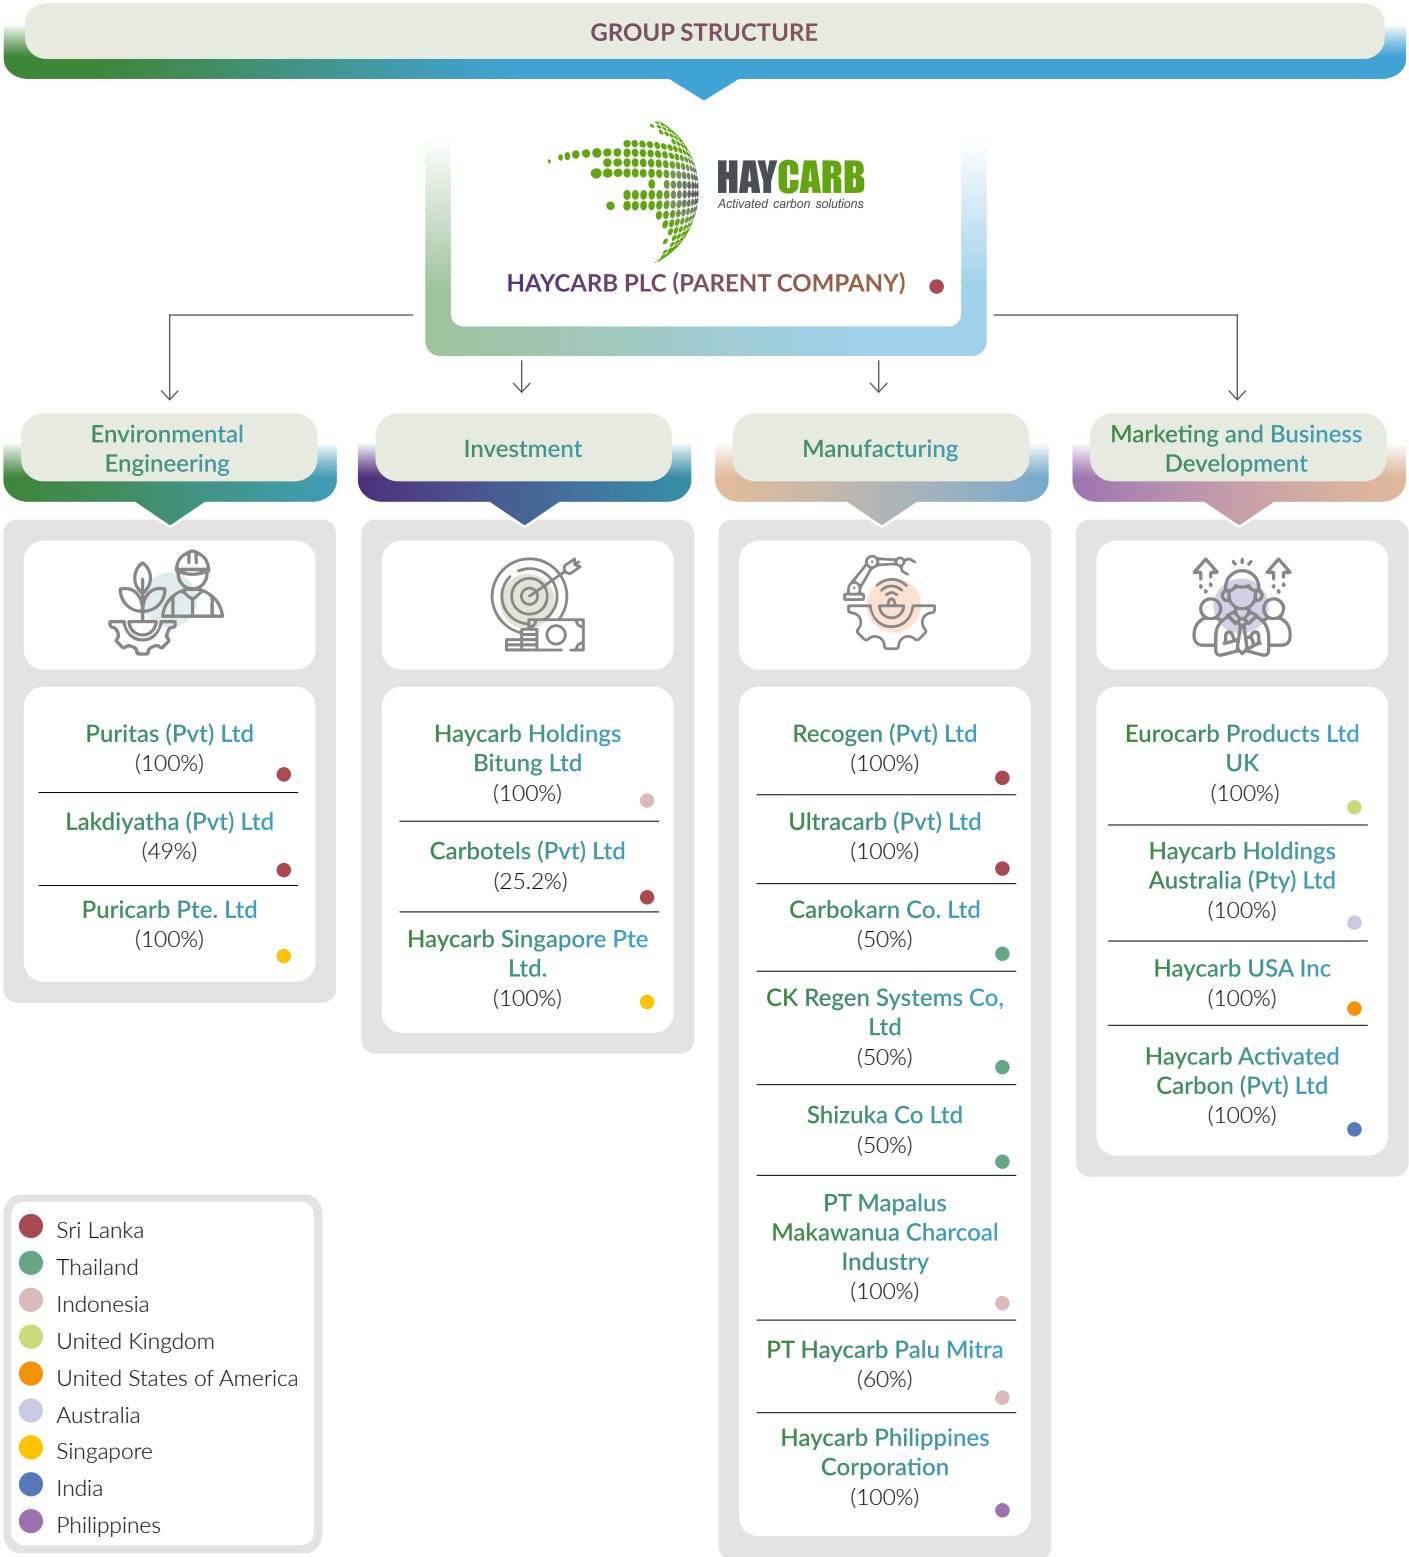 GROUP STRUCTURE
HAYCARB
Activated carbon solutions
HAYCARB PLC (PARENT COMPANY)
Environmental
Engineering
Puritas (Pvt) Ltd
(100%)
Lakdiyatha (Pvt) Ltd
(49%)
Puricarb Pte. Ltd
(100%)
Investment
Haycarb Holdings
Bitung Ltd
(100%)
Carbotels (Pvt) Ltd
(25.2%)
Haycarb Singapore Pte
Ltd.
(100%)
Manufacturing
Recogen (Pvt) Ltd
(100%)
Ultracarb (Pvt) Ltd
(100%)
Carbokarn Co. Ltd
(50%)
CK Regen Systems Co,
Ltd
(50%)
Shizuka Co Ltd
(50%)
PT Mapalus
Makawanua Charcoal
Industry
(100%)
PT Haycarb Palu Mitra
(60%)
Haycarb Philippines
Corporation
(100%)
Marketing and Business
Development
Eurocarb Products Ltd
UK
(100%)
Haycarb Holdings
Australia (Pty) Ltd
(100%)
Haycarb USA Inc
(100%)
Haycarb Activated
Carbon (Pvt) Ltd
(100%)
Sri Lanka
Thailand
Indonesia
United Kingdom
United States of America
Australia
Singapore
India
Philippines